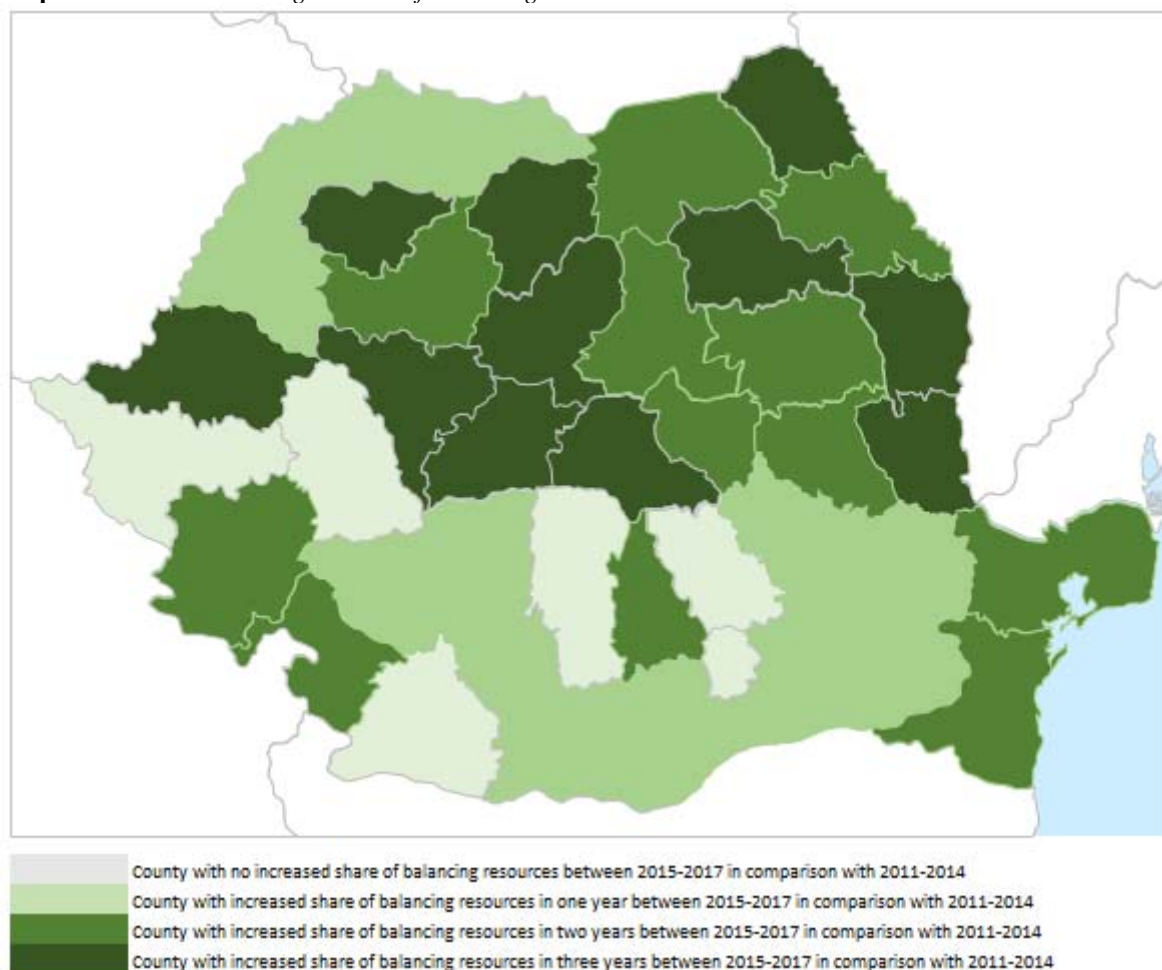 County with no increased share of balancing resources between 2015-2017 in comparison with 2011-2014
County with increased share of balancing resources in one year between 2015-2017 in comparison with 2011-2014
County with increased share of balancing resources in two years between 2015-2017 in comparison with 2011-2014
County with increased share of balancing resources in three years between 2015-2017 in comparison with 2011-2014